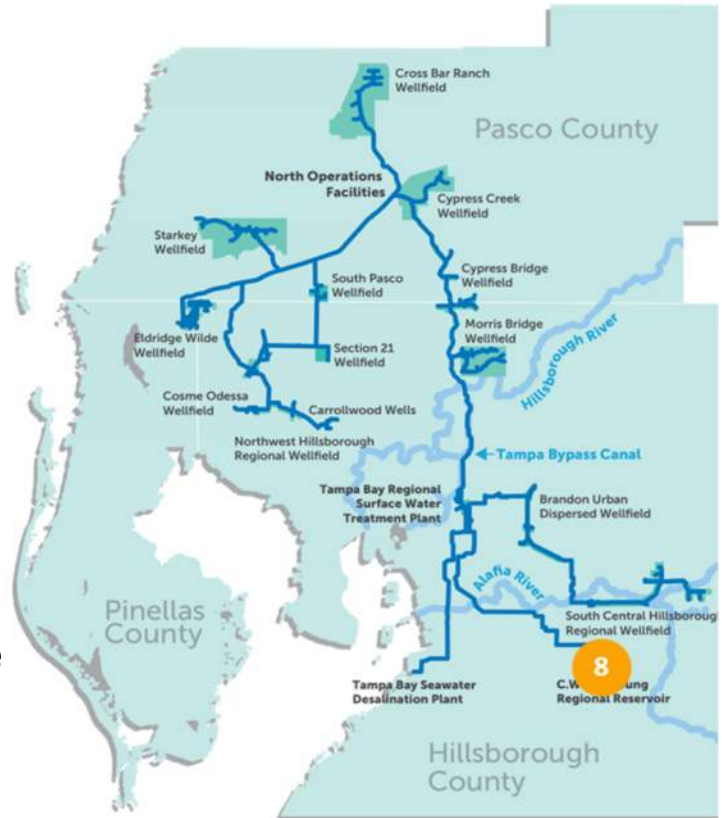 Cross Bar Ranch
Wellfield
Pasco County
North Operations
Facilities
Cypress Creek
Wellfield
Starkey
Wellfield
Cypress Bridge
Wellfield
South Pasco
Wellfield
Morris Bridge
Wellfield
Hillsborough River
Eldridge Wilde
Wellfield
Section 21
Wellfield
Cosme Odessa
Wellfield
Carrollwood Wells
Northwest Hillsborough
Regional Wellfield
Tampa Bypass Canal
Tampa Bay Regional
Surface Water
Treatment Plant
Brandon Urban
Dispersed Wellfield
Alafia River
Pinellas
County
South Central Hillsborough
Regional Wellfield
8
Tampa Bay Seawater
Desalination Plant
C.W. ung
Regional Reservoir
Hillsborough
County
e